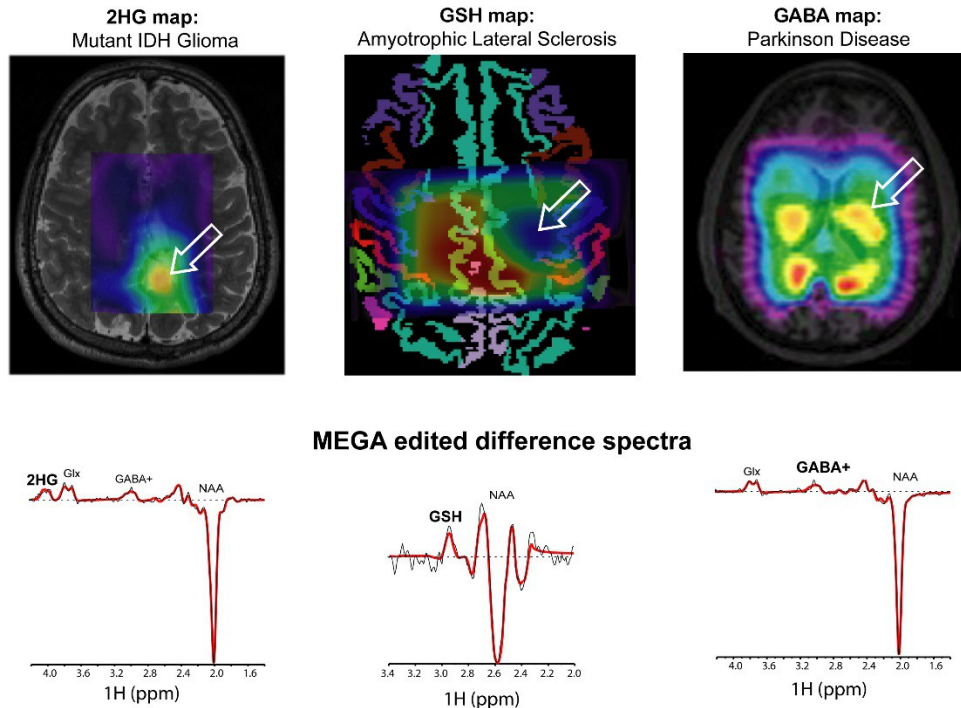 2HG map:
Mutant IDH Glioma
GSH map:
Amyotrophic Lateral Sclerosis
GABA map:
Parkinson Disease
MEGA edited difference spectra
2HG
Glx
GABA+
NAA
4.0 3.6 3.2 2.8 2.4 2.0 1.6
1H (ppm)
GSH
NAA
3.4 3.2 3.0 2.8 2.6 2.4 2.2 2.0
1H (ppm)
Glx
GABA+
NAA
4.0 3.6 3.2 2.8 2.4 2.0 1.6
1H (ppm)